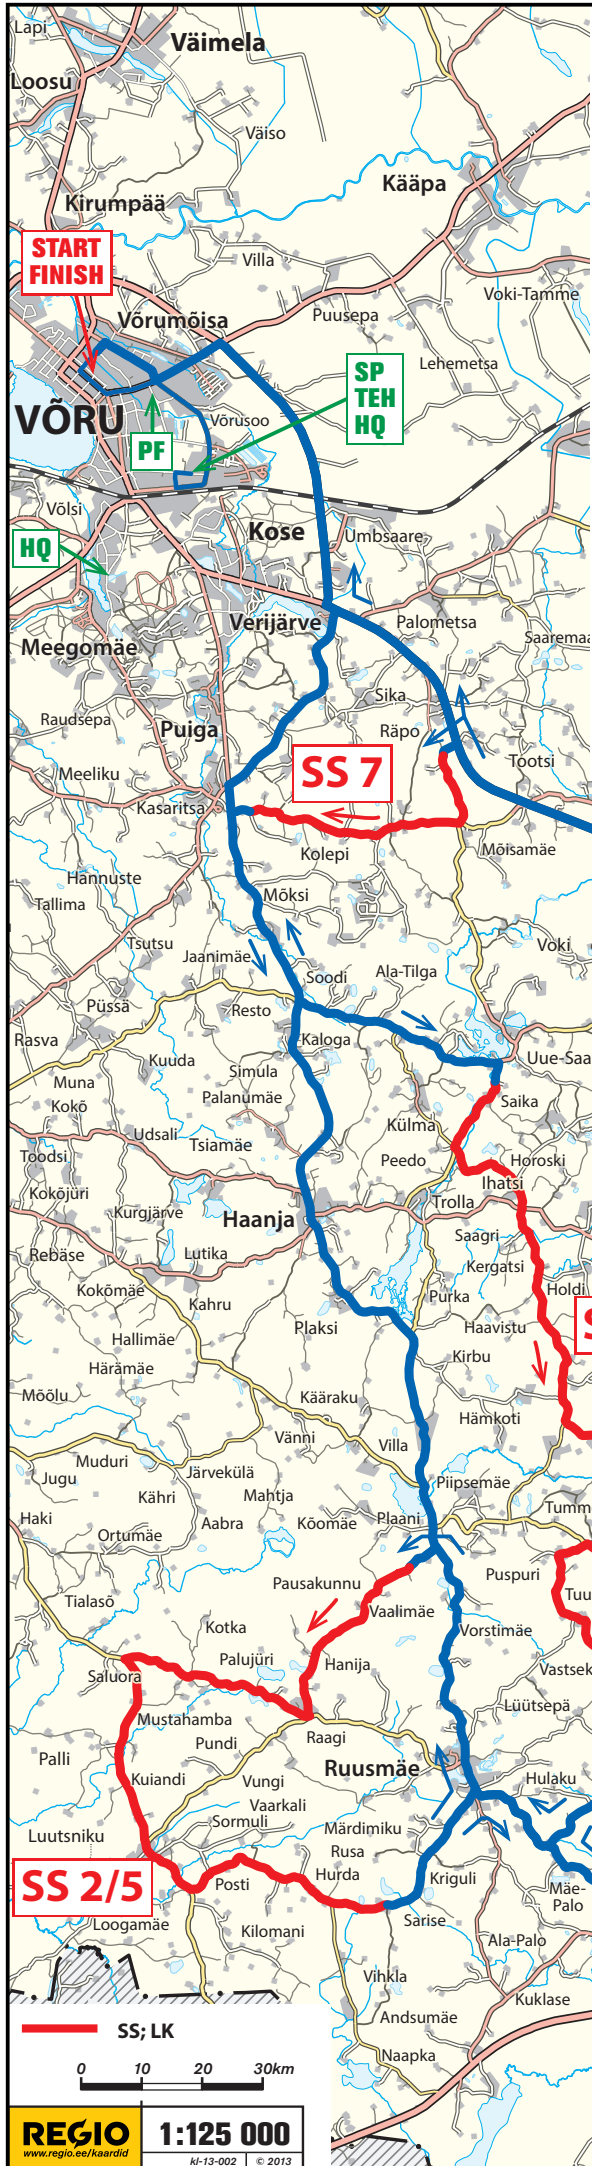 Lapi
Väimela
Loosu
Väiso
Kääpa
Kirumpää
START
FINISH
Villa
Voki-Tamme
Puusepa
Võrumõisa
Lehemetsa
SP
TEH
HQ
VÕRU
Võrusoo
PF
Võlsi
Kose
Umbsaare
HQ
Verijärve
Palometsa
Meegomäe
Saaremaa
Sika
Raudsepa
Puiga
Räpo
Tootsi
Meeliku
SS 7
Kasaritsa
Kolepi
Mõisamäe
Hannuste
Mõksi
Tallima
Tsutsu
Voki
Jaanimäe
Soodi
Ala-Tilga
Püssä
Resto
Rasva
Kaloga
Kuuda
Uue-Saa
Simula
Muna
Palanumäe
Saika
Kokõ
Külma
Udsali
Tsiamäe
Toodsi
Peedo
Horoski
Ihatsi
Kokõjüri
Trolla
Kurgjärve
Haanja
Saagri
Rebäse
Lutika
Kergatsi
Kokõmäe
Purka
Holdi
Kahru
Plaksi
Haavistu
S
Hallimäe
Kirbu
Härämäe
Mõõlu
Kääraku
Hämkoti
Vänni
Villa
Muduri
Järvekülä
Jugu
Piipsemäe
Kähri
Mahtja
Haki
Aabra
Kõomäe
Plaani
Tumm
Ortumäe
Puspuri
Pausakunnu
Tialasõ
Tuu
Vaalimäe
Kotka
Vorstimäe
Palujüri
Hanija
Saluora
Vastsek
Lüütsepä
Mustahamba
Raagi
Pundi
Palli
Ruusmäe
Kuiandi
Vungi
Hulaku
Vaarkali
Sormuli
Luutsniku
Märdimiku
Rusa
SS 2/5
Hurda
Kriguli
Posti
Mäe-
Palo
Loogamäe
Sarise
Kilomani
Ala-Palo
Vihkla
Kuklase
Andsumäe
SS; LK
Naapka
0 10 20 30km
REGIO
www.regio.ee/kaardid
1:125 000
kl-13-002 © 2013